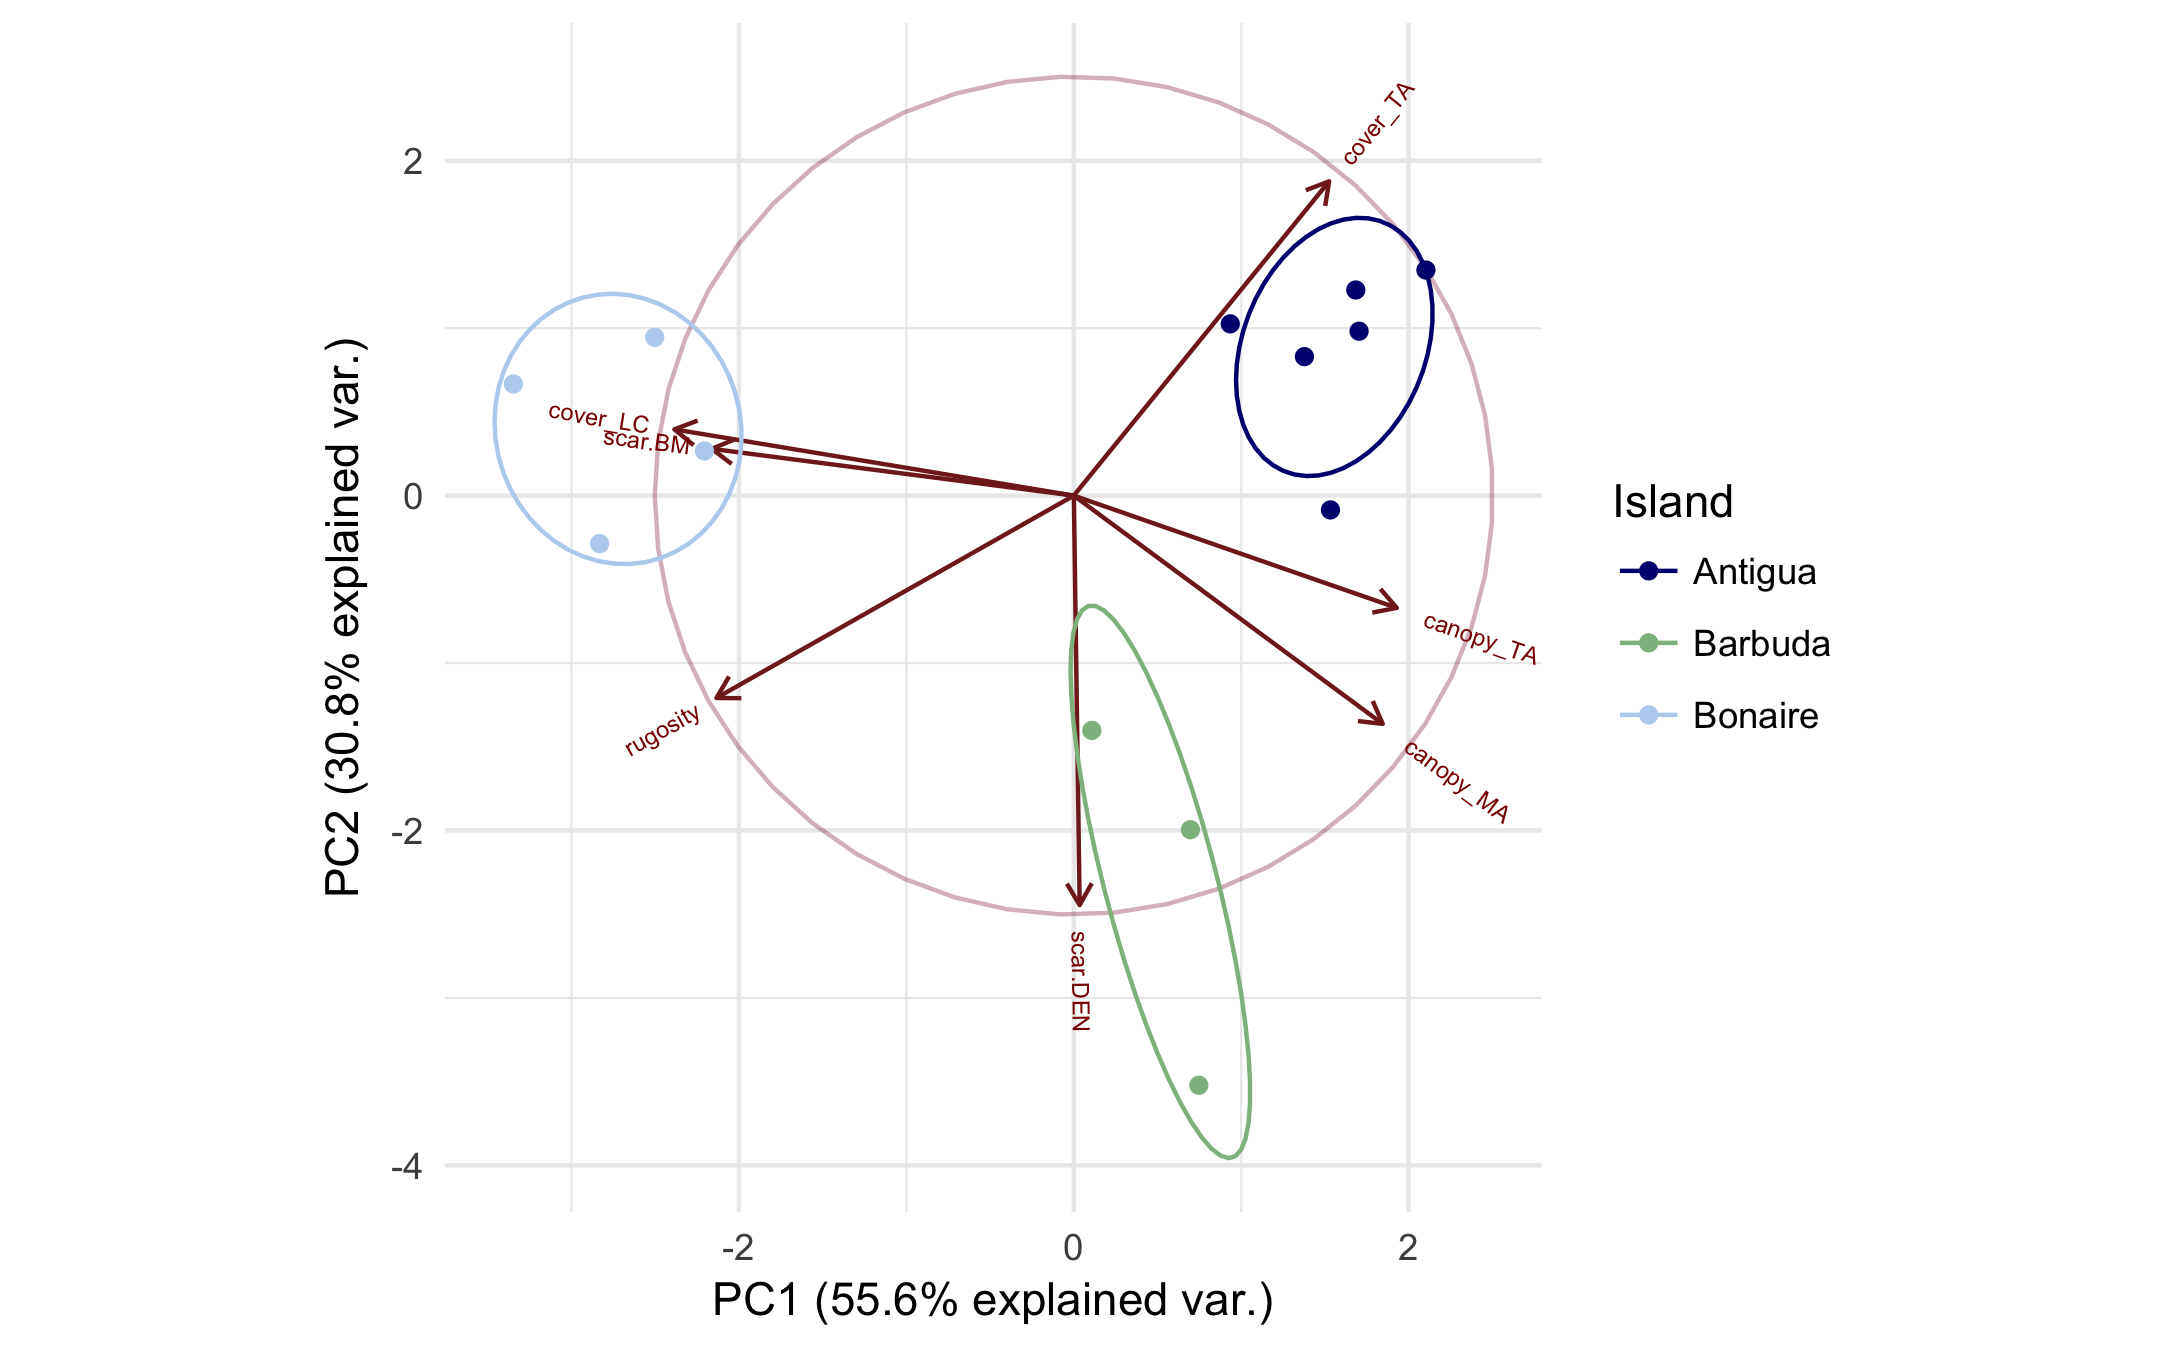 cover_TA
2
cover_LC
scar.BM
0
canopy_TA
rugosity
canopy_MA
-2
scar.DEN
-4
-2
0
2
PC1 (55.6% explained var.)
PC2 (30.8% explained var.)
Island
Antigua
Barbuda
Bonaire